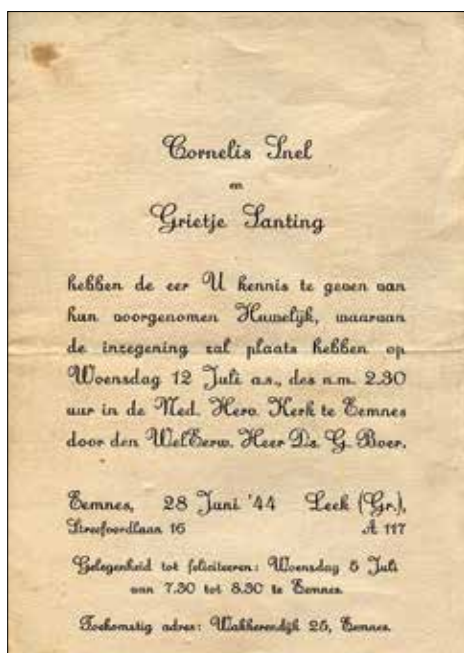 Cornelis Snel
en
Grietje Santing
hebben de eer U kennis te geven van
hun voorgenomen Huwelijk, waarvan
de inzegening zal plaats hebben op
Woensdag 12 Juli a.s., des n.m. 2.30
uur in de Ned. Herv. Kerk te Eemnes
door den WelEerw. Heer Ds. G. Boer.
Eemnes, 28 Juni '44 Leek (Gr.),
Streefoordlaan 16 A 117
Gelegenheid tot feliciteeren: Woensdag 5 Juli
van 7.30 tot 8.30 te Eemnes.
Toekomstig adres: Wakkerendijk 25, Eemnes.